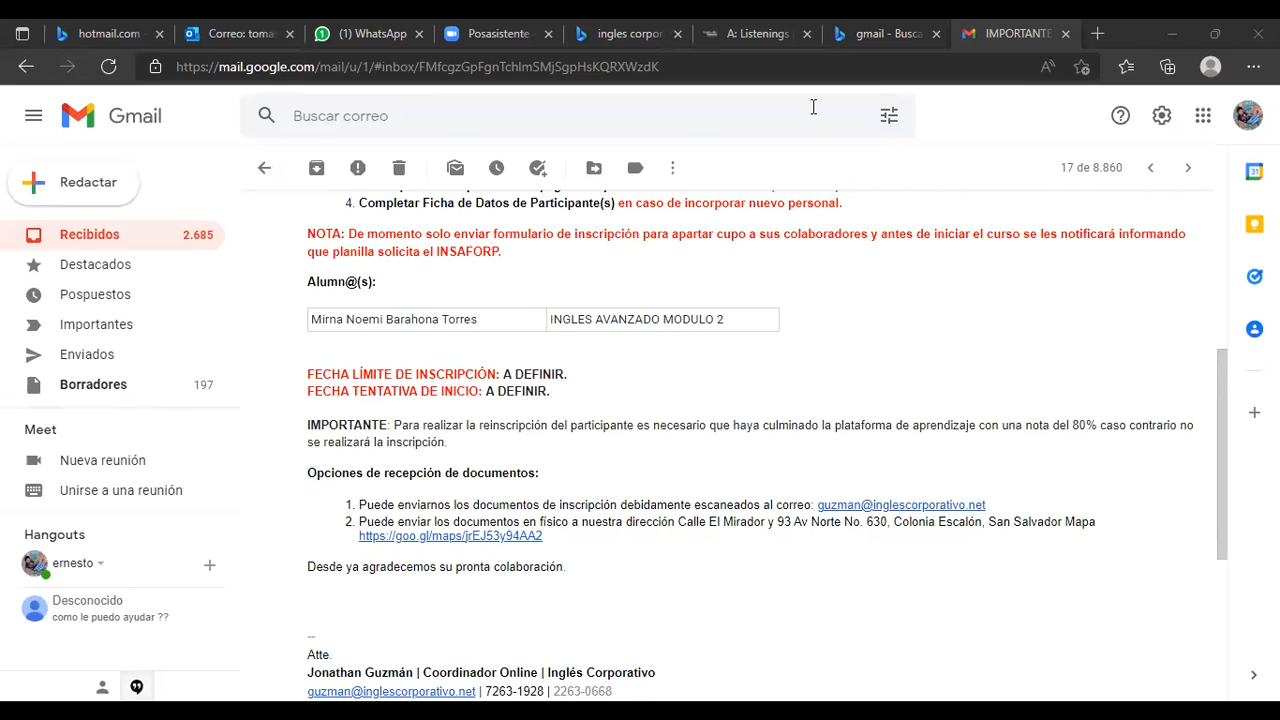 hotmail.com
Correo: toma
(1) WhatsApp
Posasistente
ingles corpor
A: Listenings
gmail - Busca
IMPORTANTE
https://mail.google.com/mail/u/1/#inbox/FMfcgzGpFgnTchlmSMjSgpHsKQRXWzdK
Gmail
Buscar correo
Redactar
17 de 8.860
Recibidos 2.685
Destacados
Pospuestos
Importantes
Enviados
Borradores 197
Meet
Nueva reunión
Unirse a una reunión
Hangouts
ernesto
Desconocido
como le puedo ayudar ??
4. Completar Ficha de Datos de Participante(s) en caso de incorporar nuevo personal.
NOTA: De momento solo enviar formulario de inscripción para apartar cupo a sus colaboradores y antes de iniciar el curso se les notificará informando
que planilla solicita el INSAFORP.
Alumn@(s):
Mirna Noemi Barahona Torres INGLES AVANZADO MODULO 2
FECHA LÍMITE DE INSCRIPCIÓN: A DEFINIR.
FECHA TENTATIVA DE INICIO: A DEFINIR.
IMPORTANTE: Para realizar la reinscripción del participante es necesario que haya culminado la plataforma de aprendizaje con una nota del 80% caso contrario no
se realizará la inscripción.
Opciones de recepción de documentos:
1. Puede enviarnos los documentos de inscripción debidamente escaneados al correo: guzman@inglescorporativo.net
2. Puede enviar los documentos en físico a nuestra dirección Calle El Mirador y 93 Av Norte No. 630, Colonia Escalón, San Salvador Mapa
https://goo.gl/maps/jrEJ53y94AA2
Desde ya agradecemos su pronta colaboración.
--
Atte.
Jonathan Guzmán | Coordinador Online | Inglés Corporativo
guzman@inglescorporativo.net | 7263-1928 | 2263-0668
31